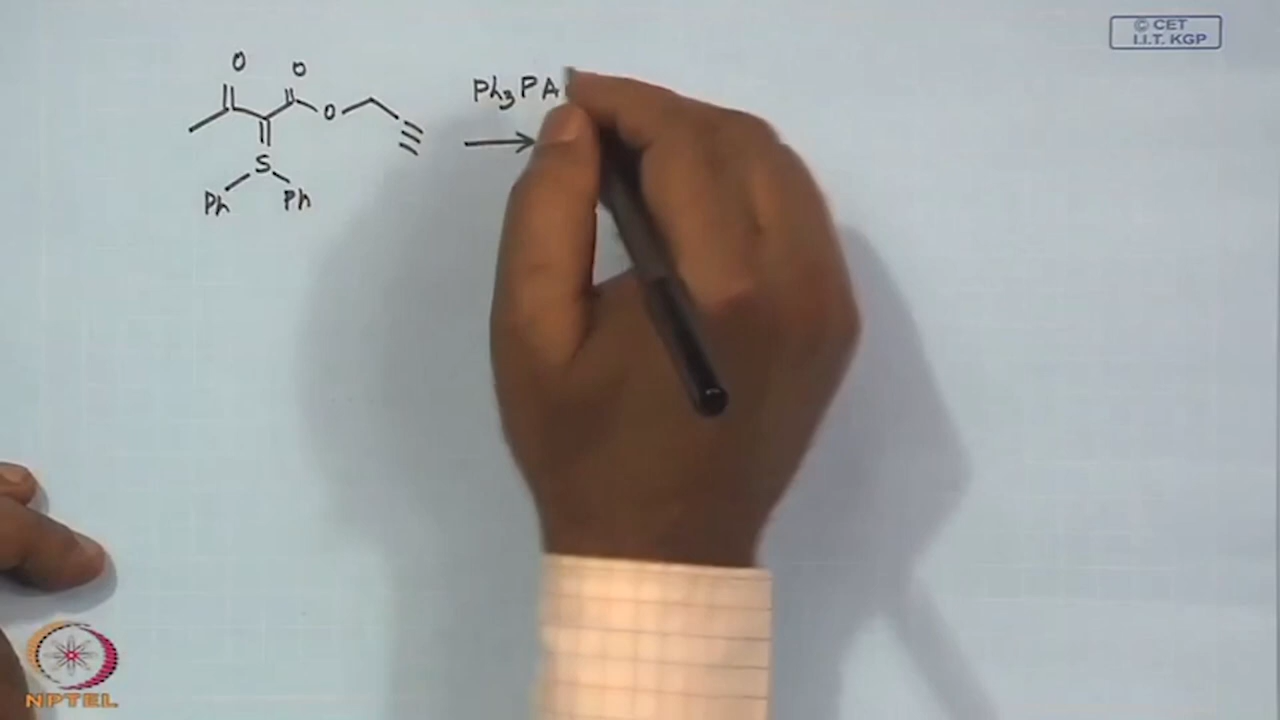 © CET
I.I.T. KGP
O O
Ph3PA
O
S
Ph Ph
NPTEL